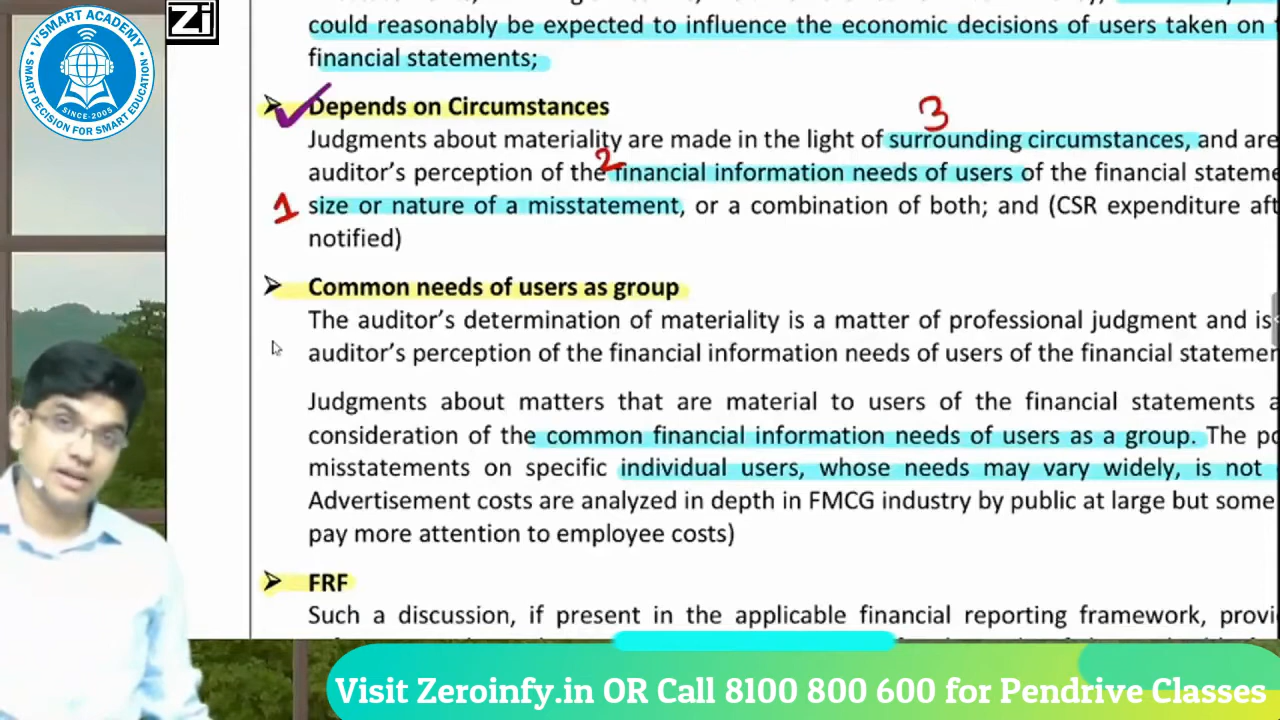 V'SMART ACADEMY
SINCE-2005
SMART DECISION FOR SMART EDUCATION
Zi
could reasonably be expected to influence the economic decisions of users taken on
financial statements;
Depends on Circumstances
3
Judgments about materiality are made in the light of surrounding circumstances, and are
2
auditor's perception of the financial information needs of users of the financial stateme
1 size or nature of a misstatement, or a combination of both; and (CSR expenditure aft
notified)
Common needs of users as group
The auditor's determination of materiality is a matter of professional judgment and is
auditor's perception of the financial information needs of users of the financial statemen
Judgments about matters that are material to users of the financial statements a
consideration of the common financial information needs of users as a group. The po
misstatements on specific individual users, whose needs may vary widely, is not
Advertisement costs are analyzed in depth in FMCG industry by public at large but some
pay more attention to employee costs)
FRF
Such a discussion, if present in the applicable financial reporting framework, provi
Visit Zeroinfy.in OR Call 8100 800 600 for Pendrive Classes